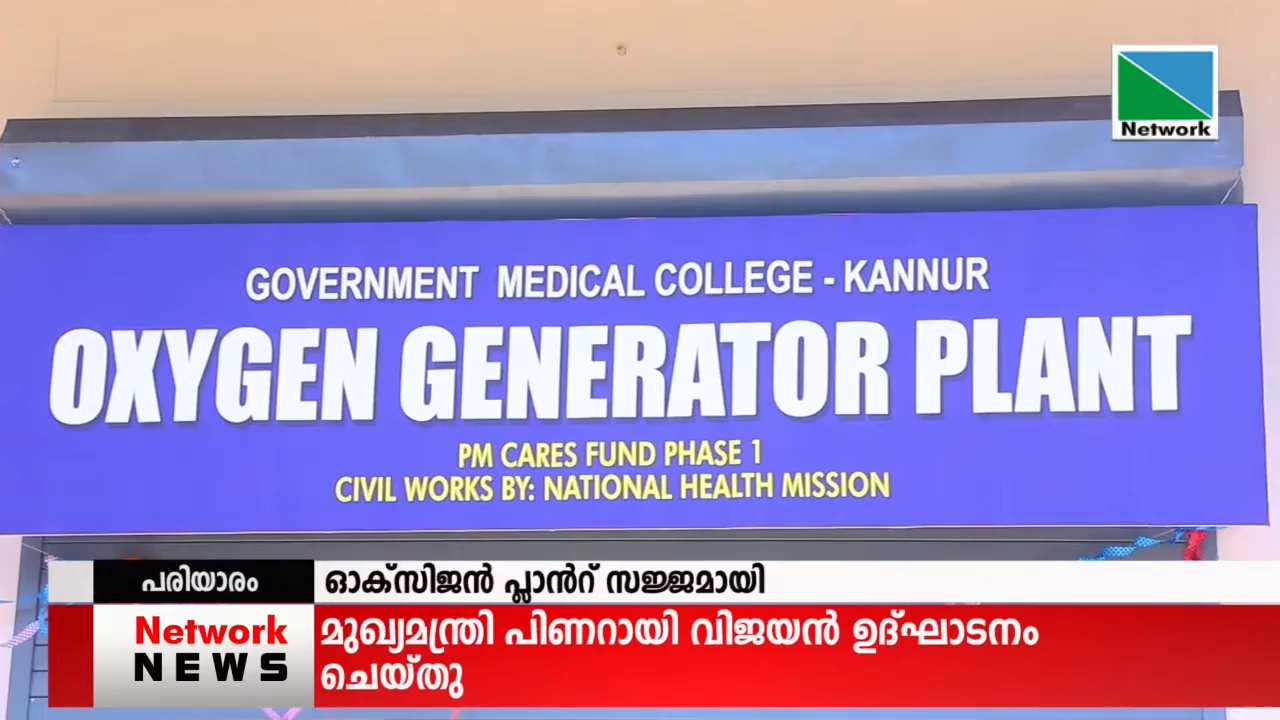 Network
GOVERNMENT MEDICAL COLLEGE - KANNUR
OXYGEN GENERATOR PLANT
PM CARES FUND PHASE 1
CIVIL WORKS BY: NATIONAL HEALTH MISSION
പരിയാരം
ഓക്സിജൻ പ്ലാൻറ് സജ്ജമായി
Network
NEWS
മുഖ്യമന്ത്രി പിണറായി വിജയൻ ഉദ്ഘാടനം
ചെയ്തു